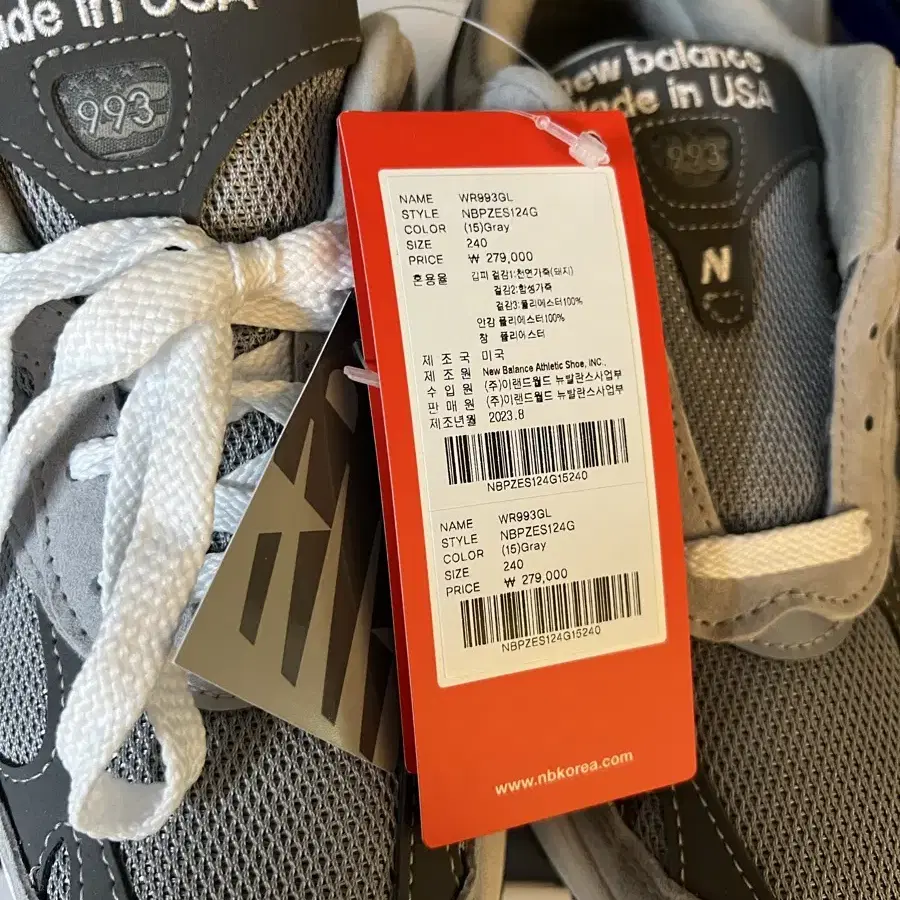 Made in USA
993
new balance
Made in USA
993
N
NAME WR993GL
STYLE NBPZES124G
COLOR (15)Gray
SIZE 240
PRICE ₩ 279,000
혼용율 갑피 겉감1:천연가죽(돼지)
겉감2:합성가죽
겉감3:폴리에스터100%
안감 폴리에스터100%
창 폴리에스터
제 조 국 미국
제 조 원 New Balance Athletic Shoe, INC.,
수 입 원 (주)이랜드월드 뉴발란스사업부
판 매 원 (주)이랜드월드 뉴발란스사업부
제조년월 2023.8
NBPZES124G15240
NAME WR993GL
STYLE NBPZES124G
COLOR (15)Gray
SIZE 240
PRICE ₩ 279,000
NBPZES124G15240
www.nbkorea.com